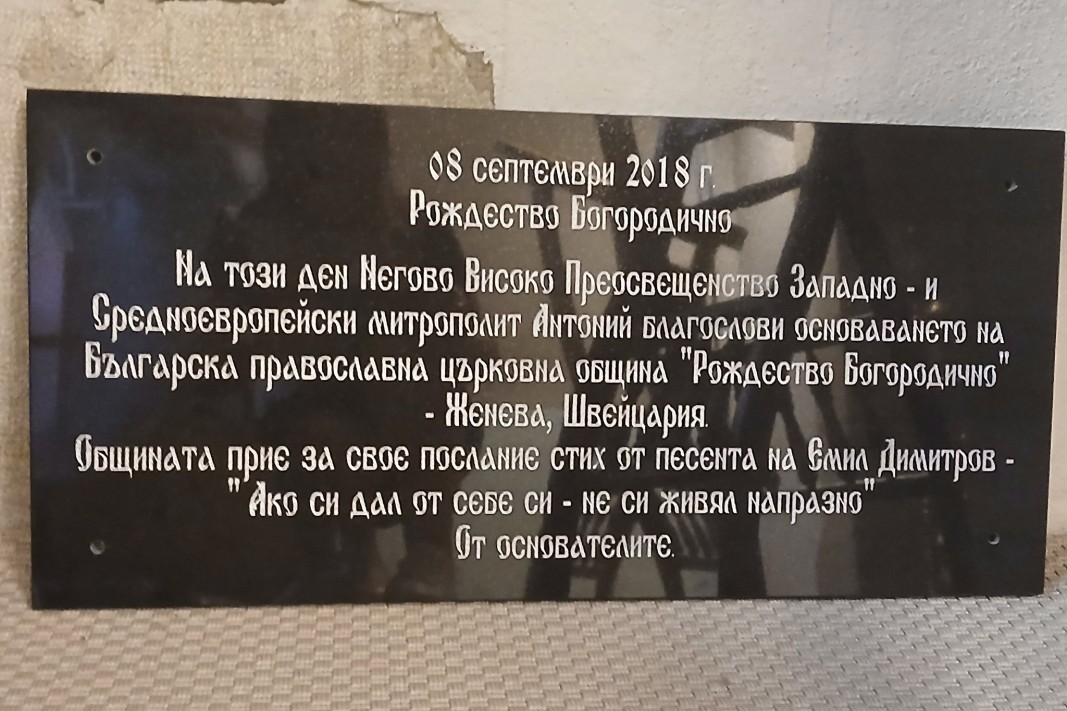 08 септември 2018 г.
Рождество Богородично
На този ден Негово Високо Преосвещенство Западно - и
Средноевропейски митрополит Антоний благослови основаването на
Българска православна църковна община "Рождество Богородично"
- Женева, Швейцария.
Общината прие за свое послание стих от песента на Емил Димитров -
" Ако си дал от себе си - не си живял напразно"
От основателите.